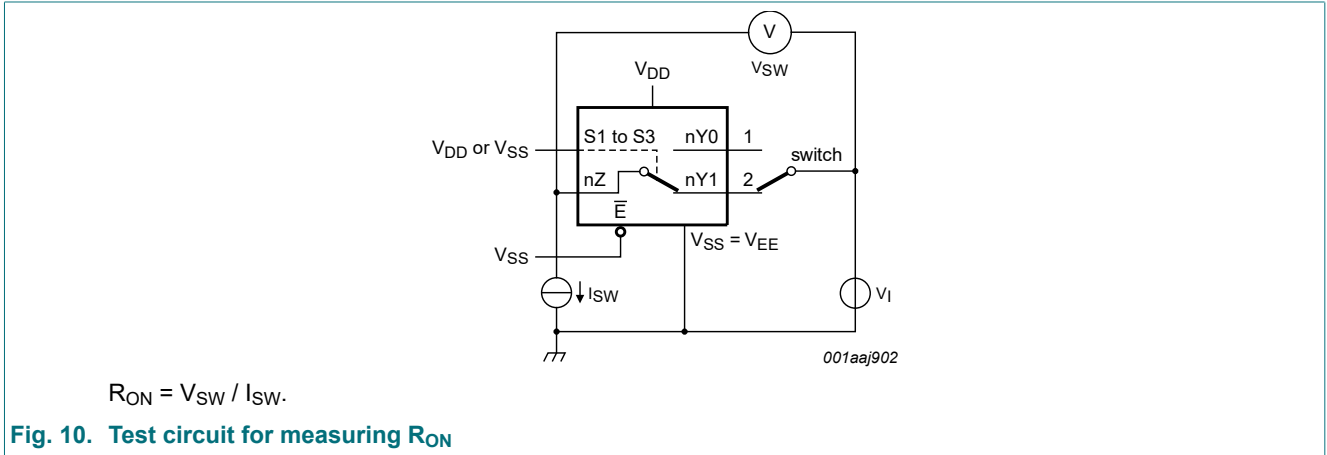 V
VSW
VDD
VDD or VSS
S1 to S3
nY0
1
switch
nZ
nY1
2
E̅
VSS = VEE
VSS
ISW
VI
001aaj902
RON = VSW / ISW.
Fig. 10. Test circuit for measuring RON